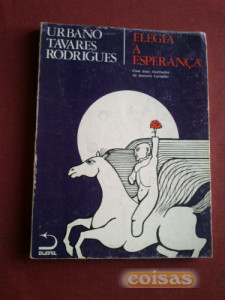 URBANO
TAVARES
RODRIGUES
ELEGIA
À
ESPERANÇA
coisas